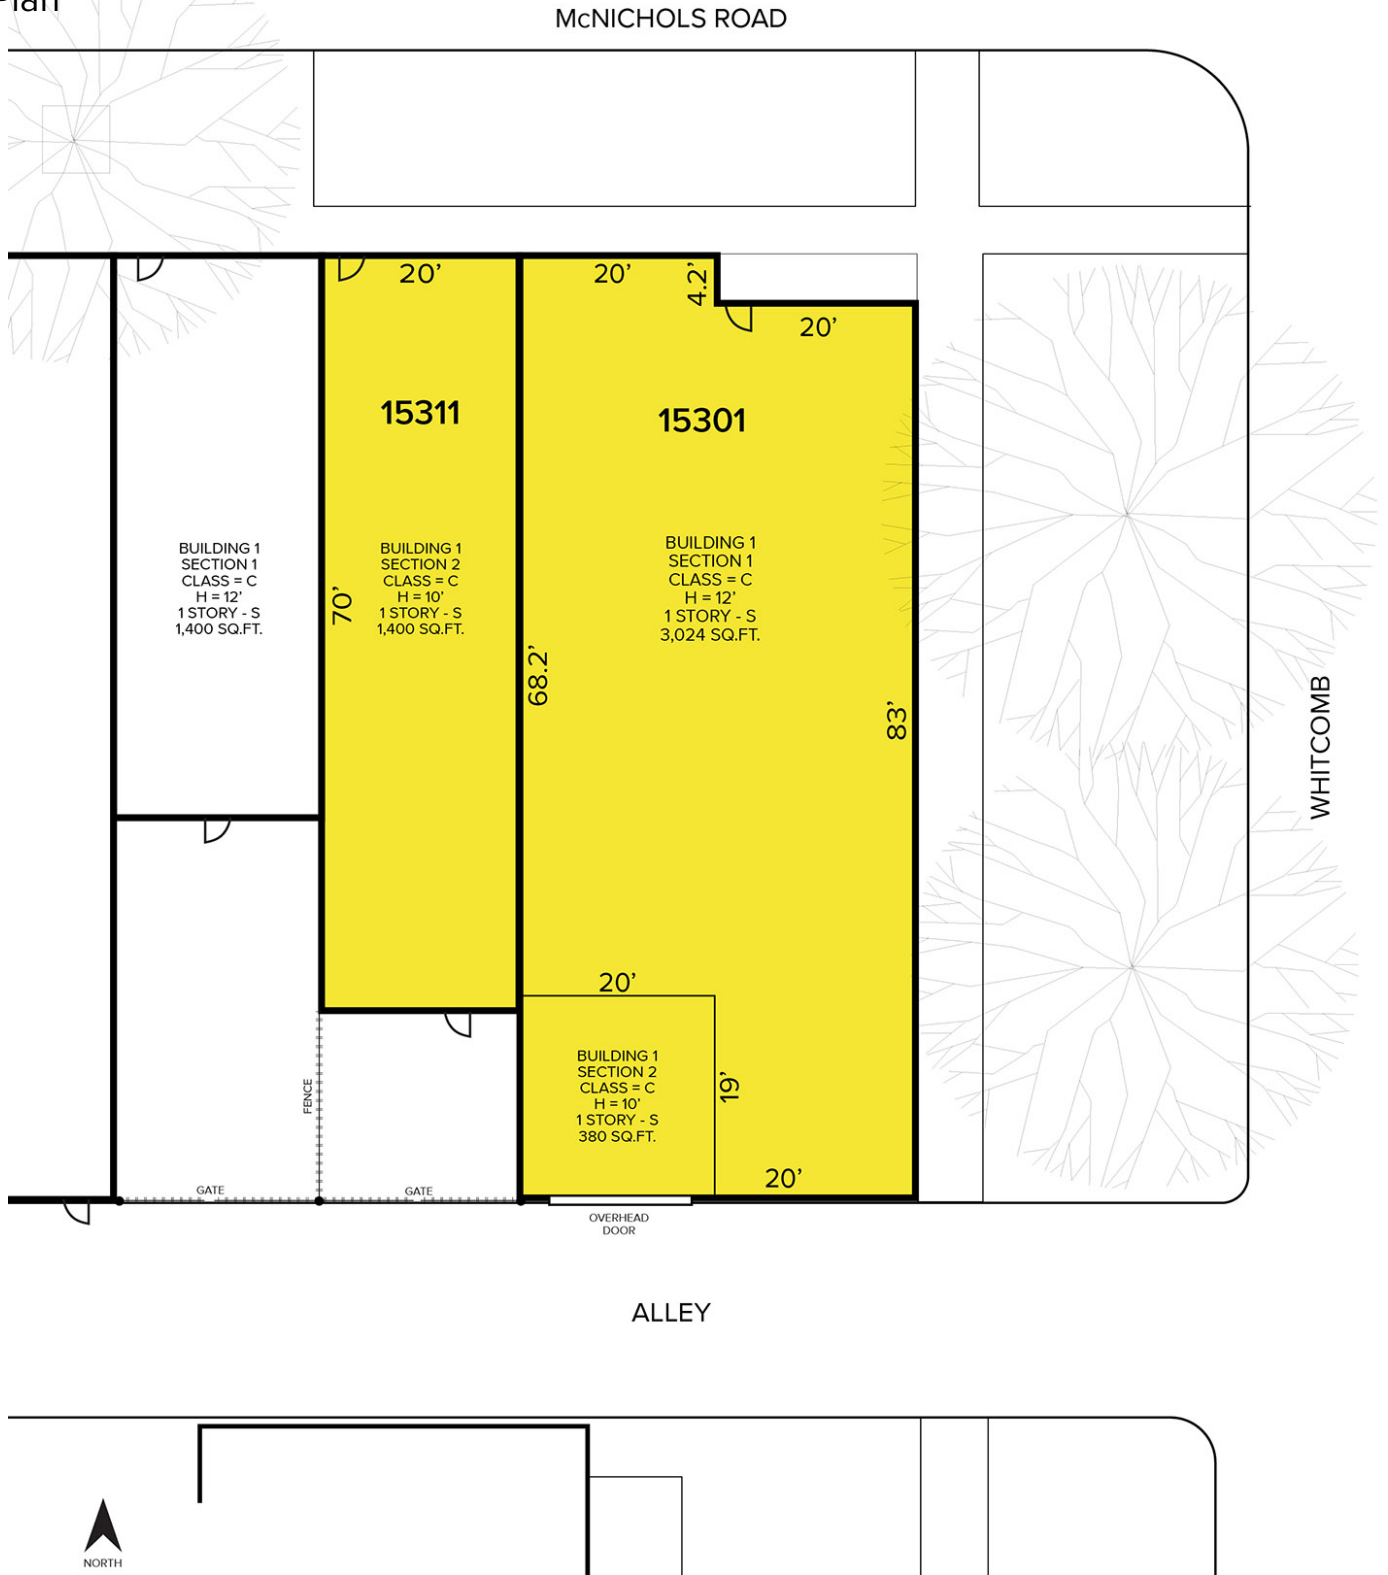 Plan
McNICHOLS ROAD
20’
20’
4.2’
20’
15311
15301
BUILDING 1
SECTION 1
CLASS = C
H = 12’
1 STORY - S
1,400 SQ.FT.
70’
BUILDING 1
SECTION 2
CLASS = C
H = 10’
1 STORY - S
1,400 SQ.FT.
BUILDING 1
SECTION 1
CLASS = C
H = 12’
1 STORY - S
3,024 SQ.FT.
68.2’
83’
WHITCOMB
20’
BUILDING 1
SECTION 2
CLASS = C
H = 10’
1 STORY - S
380 SQ.FT.
19’
20’
FENCE
GATE
GATE
OVERHEAD
DOOR
ALLEY
NORTH